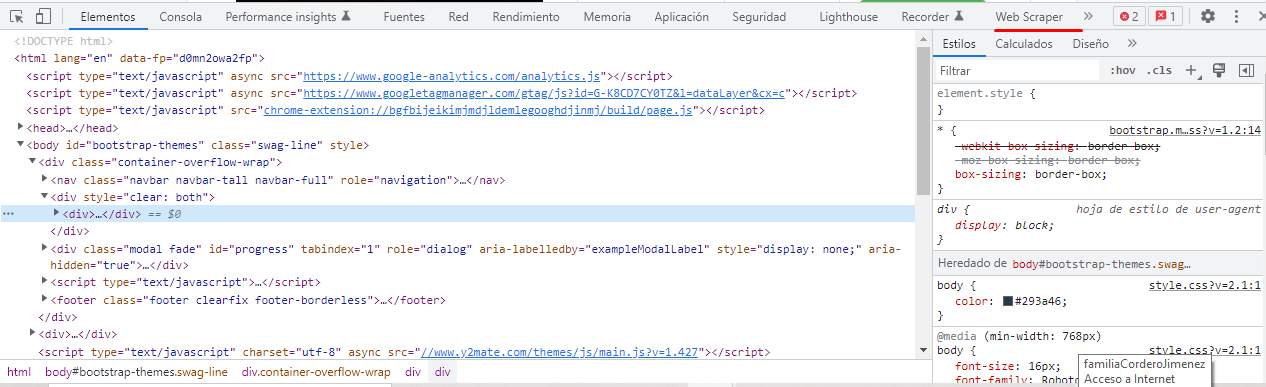 Elementos Consola Performance insights Fuentes Red Rendimiento Memoria Aplicación Seguridad Lighthouse Recorder Web Scraper » 2 1
<!DOCTYPE html>
<html lang="en" data-fp="d0mn2owa2fp">
<script type="text/javascript" async src="https://www.google-analytics.com/analytics.js"></script>
<script type="text/javascript" async src="https://www.googletagmanager.com/gtag/js?id=G-K8CD7CY0TZ&l=dataLayer&cx=c"></script>
<script type="text/javascript" src="chrome-extension://bgfbijeikimjmdjldemlegooghdjinmj/build/page.js"></script>
<head>…</head>
<body id="bootstrap-themes" class="swag-line" style>
<div class="container-overflow-wrap">
<nav class="navbar navbar-tall navbar-full" role="navigation">…</nav>
<div style="clear: both">
… <div>…</div> == $0
</div>
<div class="modal fade" id="progress" tabindex="1" role="dialog" aria-labelledby="exampleModalLabel" style="display: none;" aria-
hidden="true">…</div>
<script type="text/javascript">…</script>
<footer class="footer clearfix footer-borderless">…</footer>
</div>
<div>…</div>
<script type="text/javascript" charset="utf-8" async src="//www.y2mate.com/themes/js/main.js?v=1.427"></script>
html body#bootstrap-themes.swag-line div.container-overflow-wrap div div
Estilos Calculados Diseño »
Filtrar :hov .cls +
element.style {
}
* { bootstrap.m…ss?v=1.2:14
-webkit-box-sizing: border-box;
-moz-box-sizing: border-box;
box-sizing: border-box;
}
div { hoja de estilo de user-agent
display: block;
}
Heredado de body#bootstrap-themes.swag…
body { style.css?v=2.1:1
color: #293a46;
}
@media (min-width: 768px)
body { style.css?v=2.1:1
font-size: 16px;
font-family: Roboto
familiaCorderoJimenez
Acceso a Internet